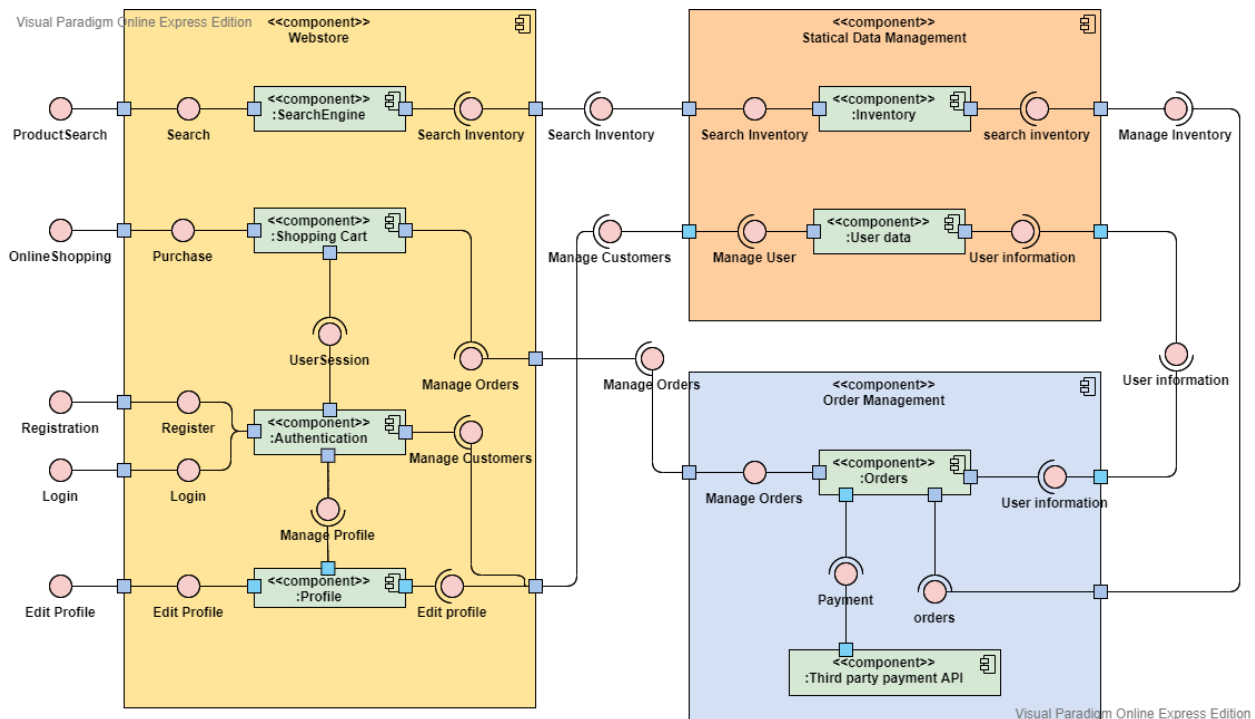 Visual Paradigm Online Express Edition
<<component>>
Webstore
<<component>>
:SearchEngine
ProductSearch
Search
Search Inventory
<<component>>
:Shopping Cart
OnlineShopping
Purchase
UserSession
Manage Orders
<<component>>
:Authentication
Registration
Register
Manage Customers
Login
Login
Manage Profile
<<component>>
:Profile
Edit Profile
Edit Profile
Edit profile
Search Inventory
Manage Customers
Manage Orders
<<component>>
Statical Data Management
<<component>>
:Inventory
Search Inventory
search inventory
Manage Inventory
<<component>>
:User data
Manage User
User information
User information
<<component>>
Order Management
<<component>>
:Orders
Manage Orders
User information
Payment
orders
<<component>>
:Third party payment API
Visual Paradigm Online Express Edition